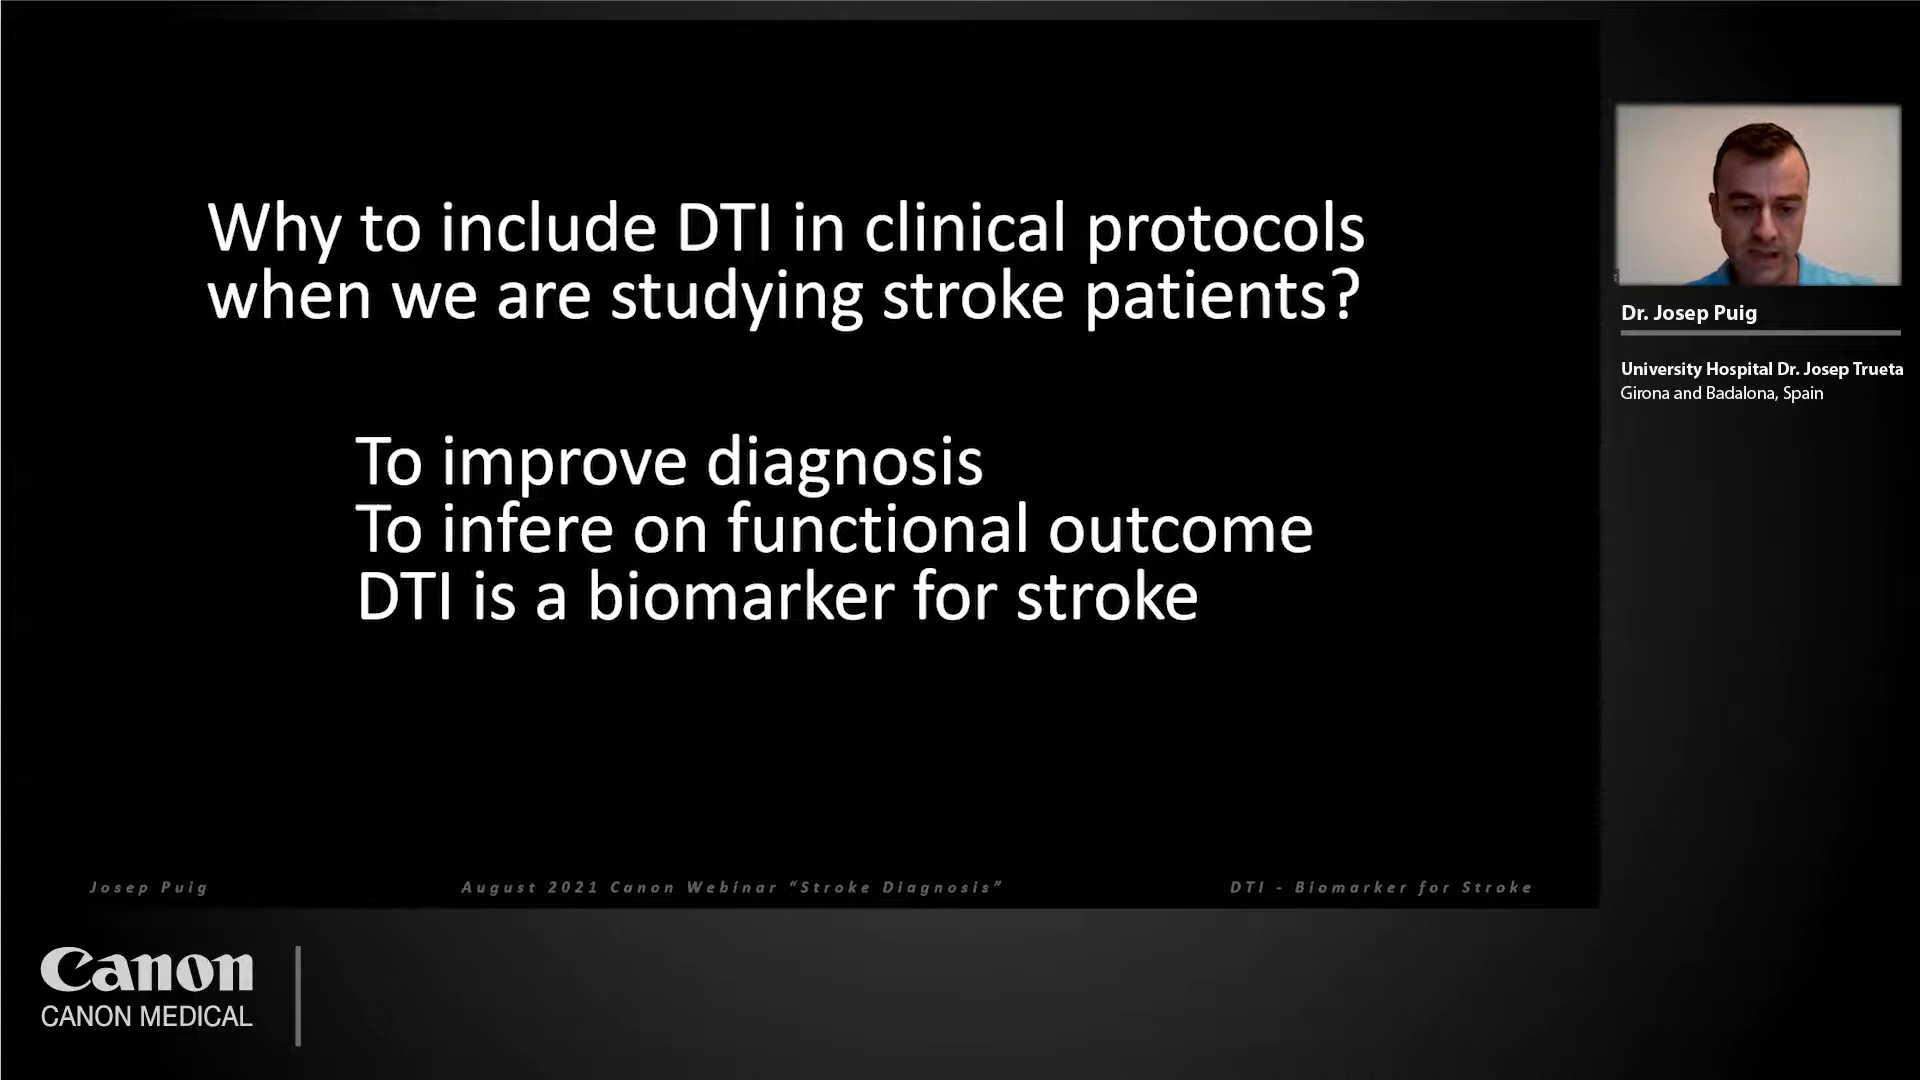 Why to include DTI in clinical protocols
when we are studying stroke patients?
To improve diagnosis
To infere on functional outcome
DTI is a biomarker for stroke
Josep Puig
August 2021 Canon Webinar “Stroke Diagnosis”
DTI - Biomarker for Stroke
Dr. Josep Puig
University Hospital Dr. Josep Trueta
Girona and Badalona, Spain
Canon
CANON MEDICAL